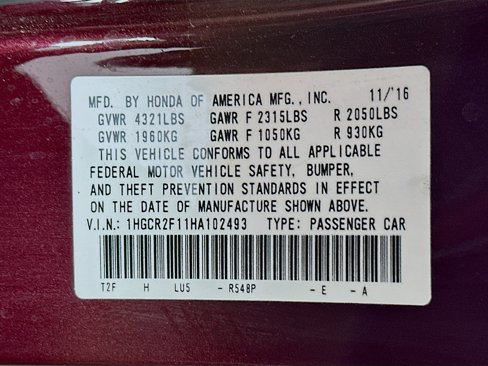 MFD. BY HONDA OF AMERICA MFG., INC. 11/'16
GVWR 4321LBS GAWR F 2315LBS R 2050LBS
GVWR 1960KG GAWR F 1050KG R 930KG
THIS VEHICLE CONFORMS TO ALL APPLICABLE
FEDERAL MOTOR VEHICLE SAFETY, BUMPER,
AND THEFT PREVENTION STANDARDS IN EFFECT
ON THE DATE OF MANUFACTURE SHOWN ABOVE.
V.I.N.: 1HGCR2F11HA102493 TYPE: PASSENGER CAR
T2F H LU5 - R548P - E - A